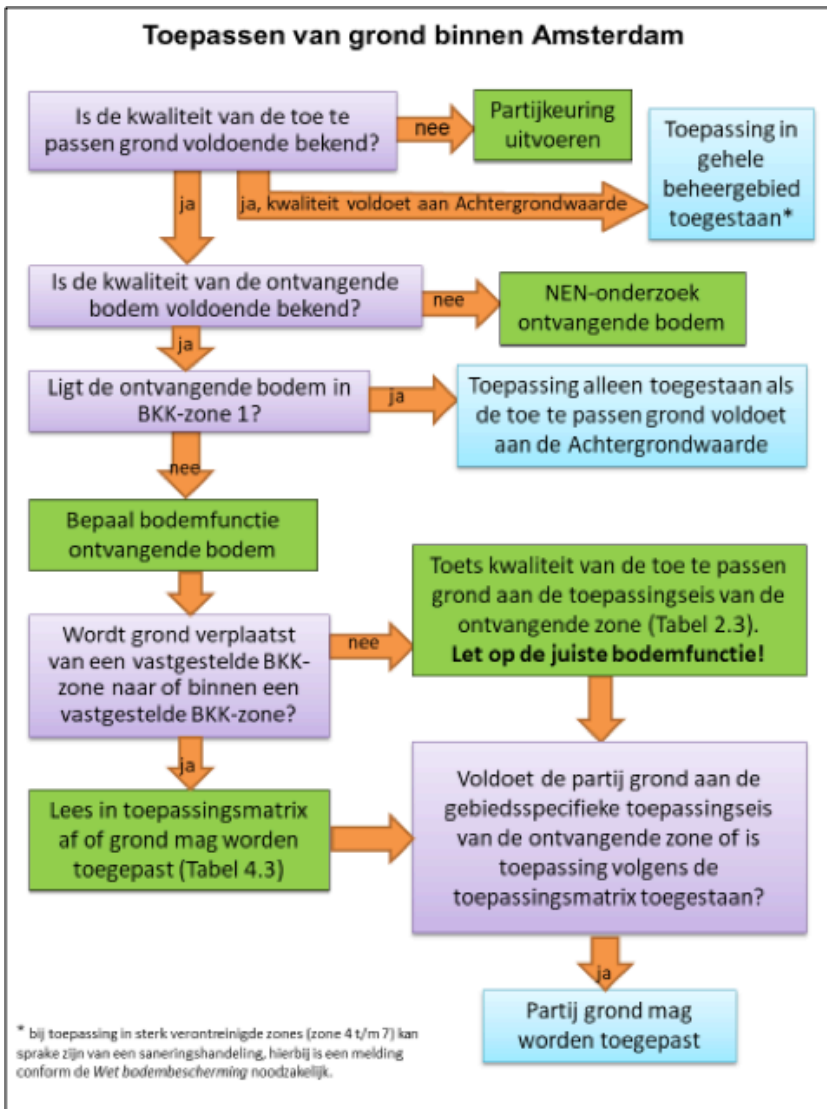 Toepassen van grond binnen Amsterdam
Is de kwaliteit van de toe te
passen grond voldoende bekend?
nee
Partijkeuring
uitvoeren
Toepassing in
gehele
beheergebied
toegestaan*
ja
ja, kwaliteit voldoet aan Achtergrondwaarde
Is de kwaliteit van de ontvangende
bodem voldoende bekend?
nee
NEN-onderzoek
ontvangende bodem
ja
Ligt de ontvangende bodem in
BKK-zone 1?
ja
Toepassing alleen toegestaan als
de toe te passen grond voldoet
aan de Achtergrondwaarde
nee
Bepaal bodemfunctie
ontvangende bodem
Wordt grond verplaatst
van een vastgestelde BKK-
zone naar of binnen een
vastgestelde BKK-zone?
nee
Toets kwaliteit van de toe te passen
grond aan de toepassingseis van de
ontvangende zone (Tabel 2.3).
Let op de juiste bodemfunctie!
ja
Lees in toepassingsmatrix
af of grond mag worden
toegepast (Tabel 4.3)
Voldoet de partij grond aan de
gebiedsspecifieke toepassingseis
van de ontvangende zone of is
toepassing volgens de
toepassingsmatrix toegestaan?
ja
Partij grond mag
worden toegepast
* bij toepassing in sterk verontreinigde zones (zone 4 t/m 7) kan
sprake zijn van een saneringshandeling, hierbij is een melding
conform de Wet bodembescherming noodzakelijk.